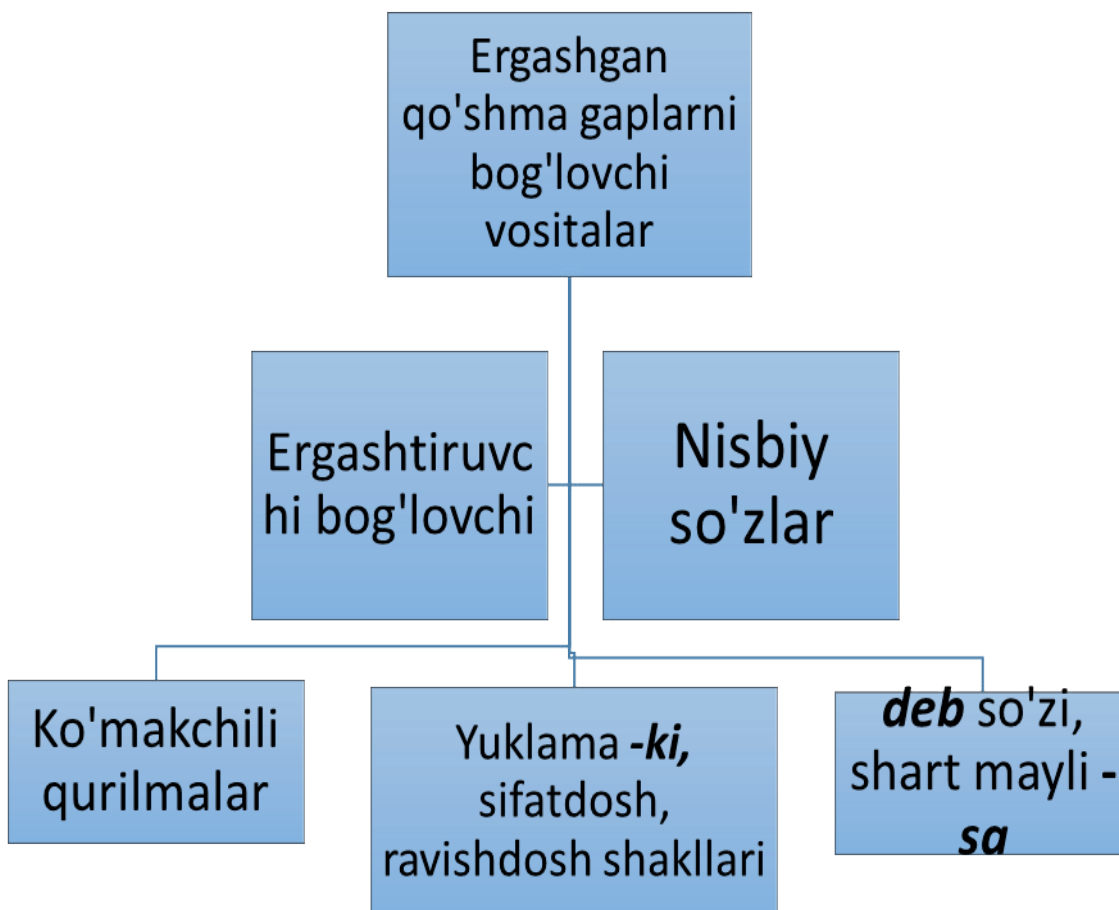 Ergashgan
qo'shma gaplarni
bog'lovchi
vositalar
Ergashtiruvc
hi bog'lovchi
Nisbiy
so'zlar
Ko'makchili
qurilmalar
Yuklama -ki,
sifatdosh,
ravishdosh shakllari
deb so'zi,
shart mayli -
sa